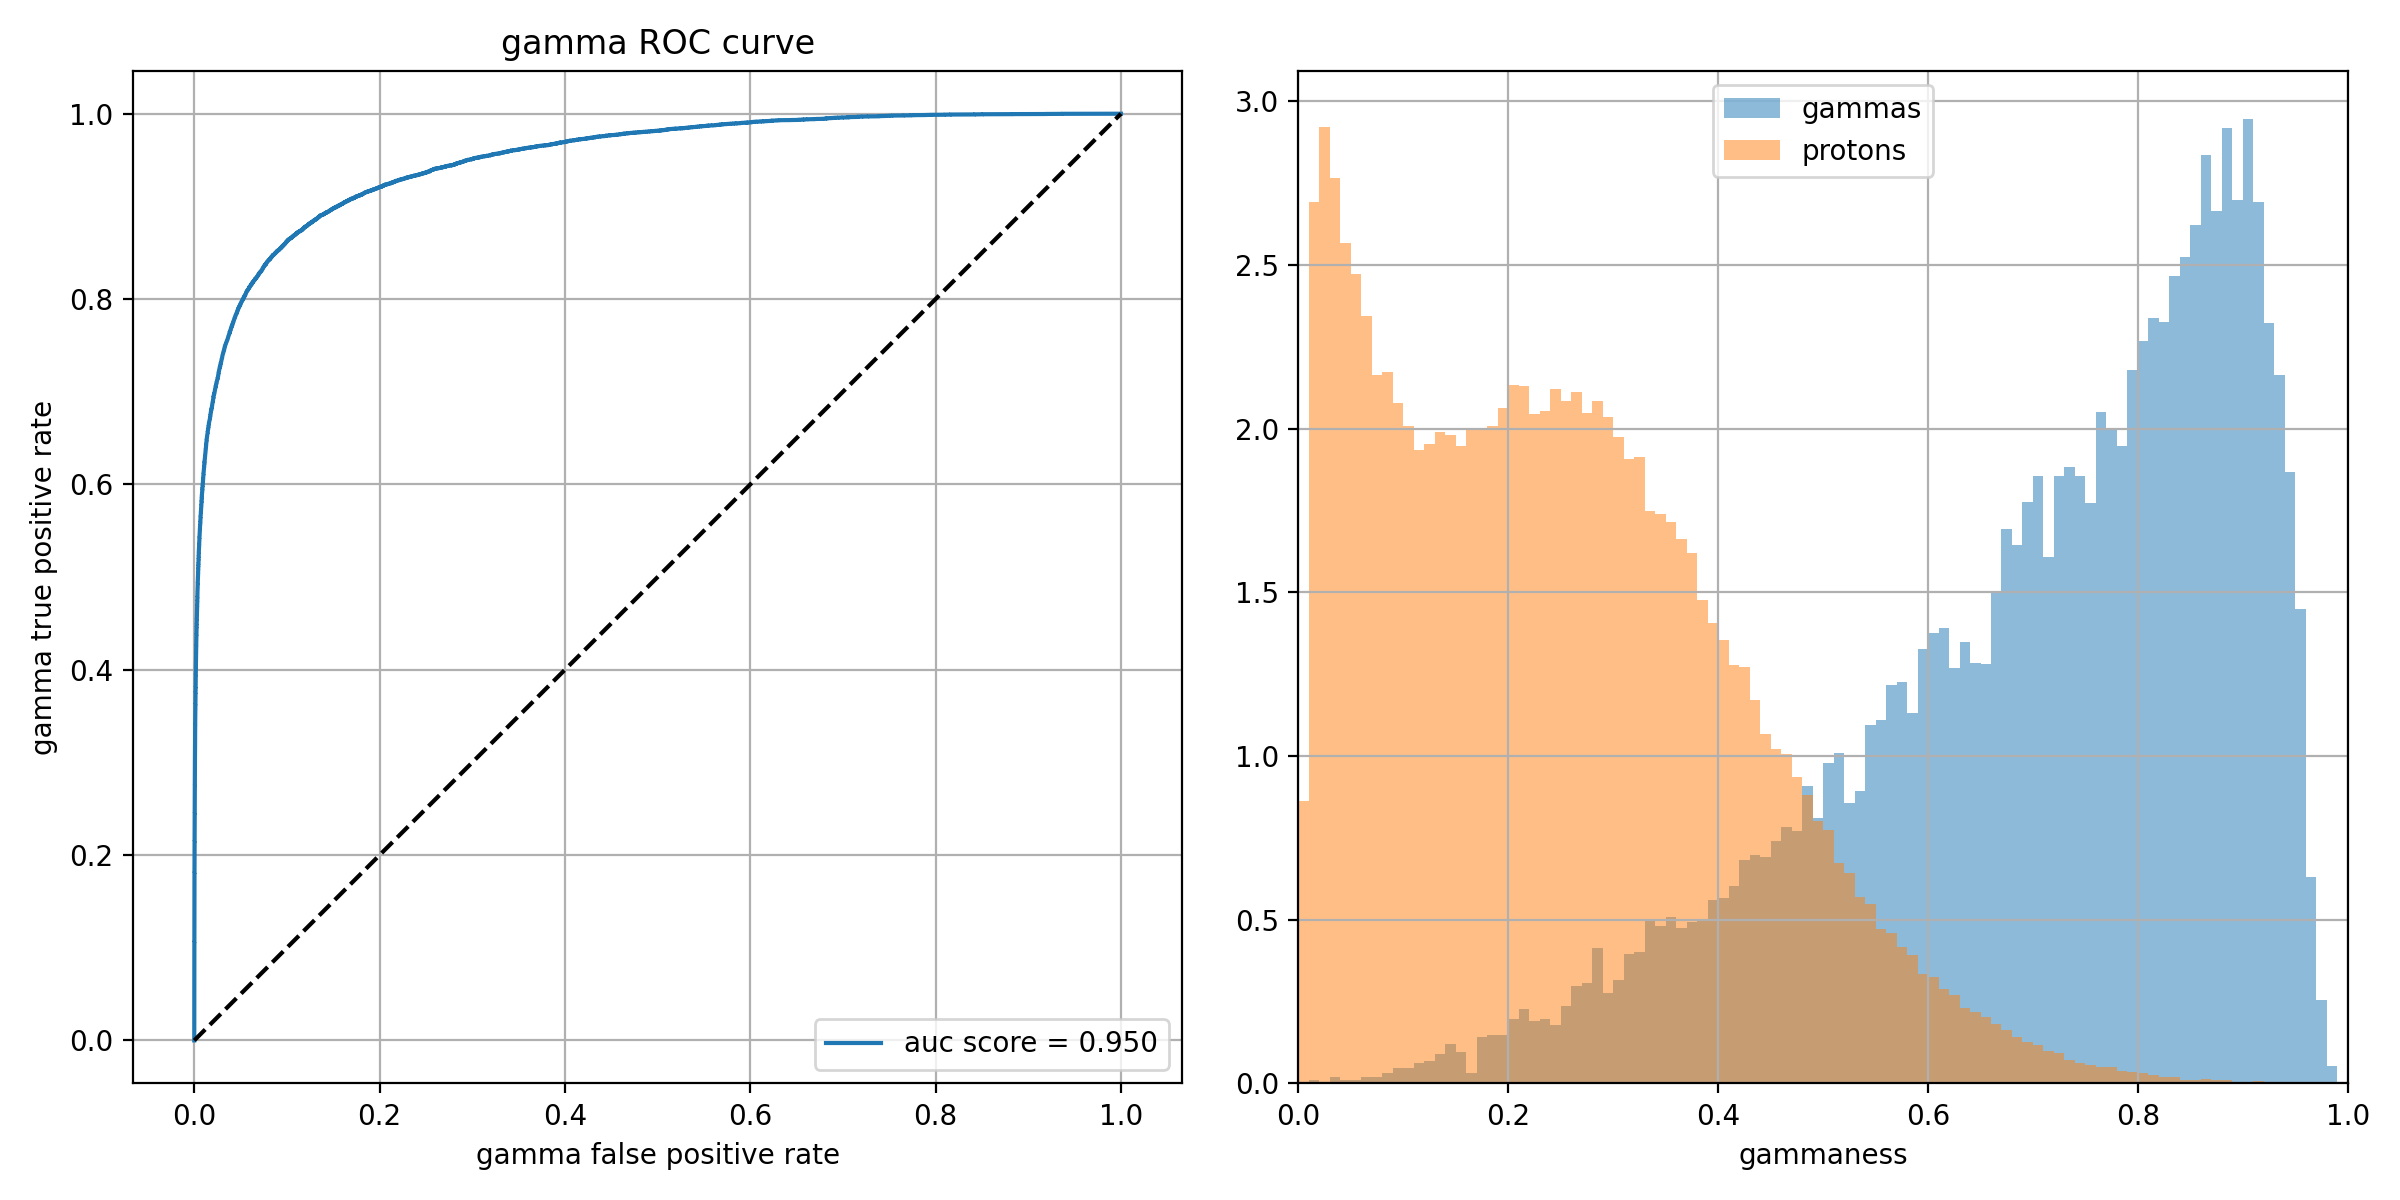 gamma ROC curve
1.0
0.8
0.6
0.4
0.2
0.0
gamma true positive rate
auc score = 0.950
0.0 0.2 0.4 0.6 0.8 1.0
gamma false positive rate
gammas
protons
3.0
2.5
2.0
1.5
1.0
0.5
0.0
0.0 0.2 0.4 0.6 0.8 1.0
gammaness